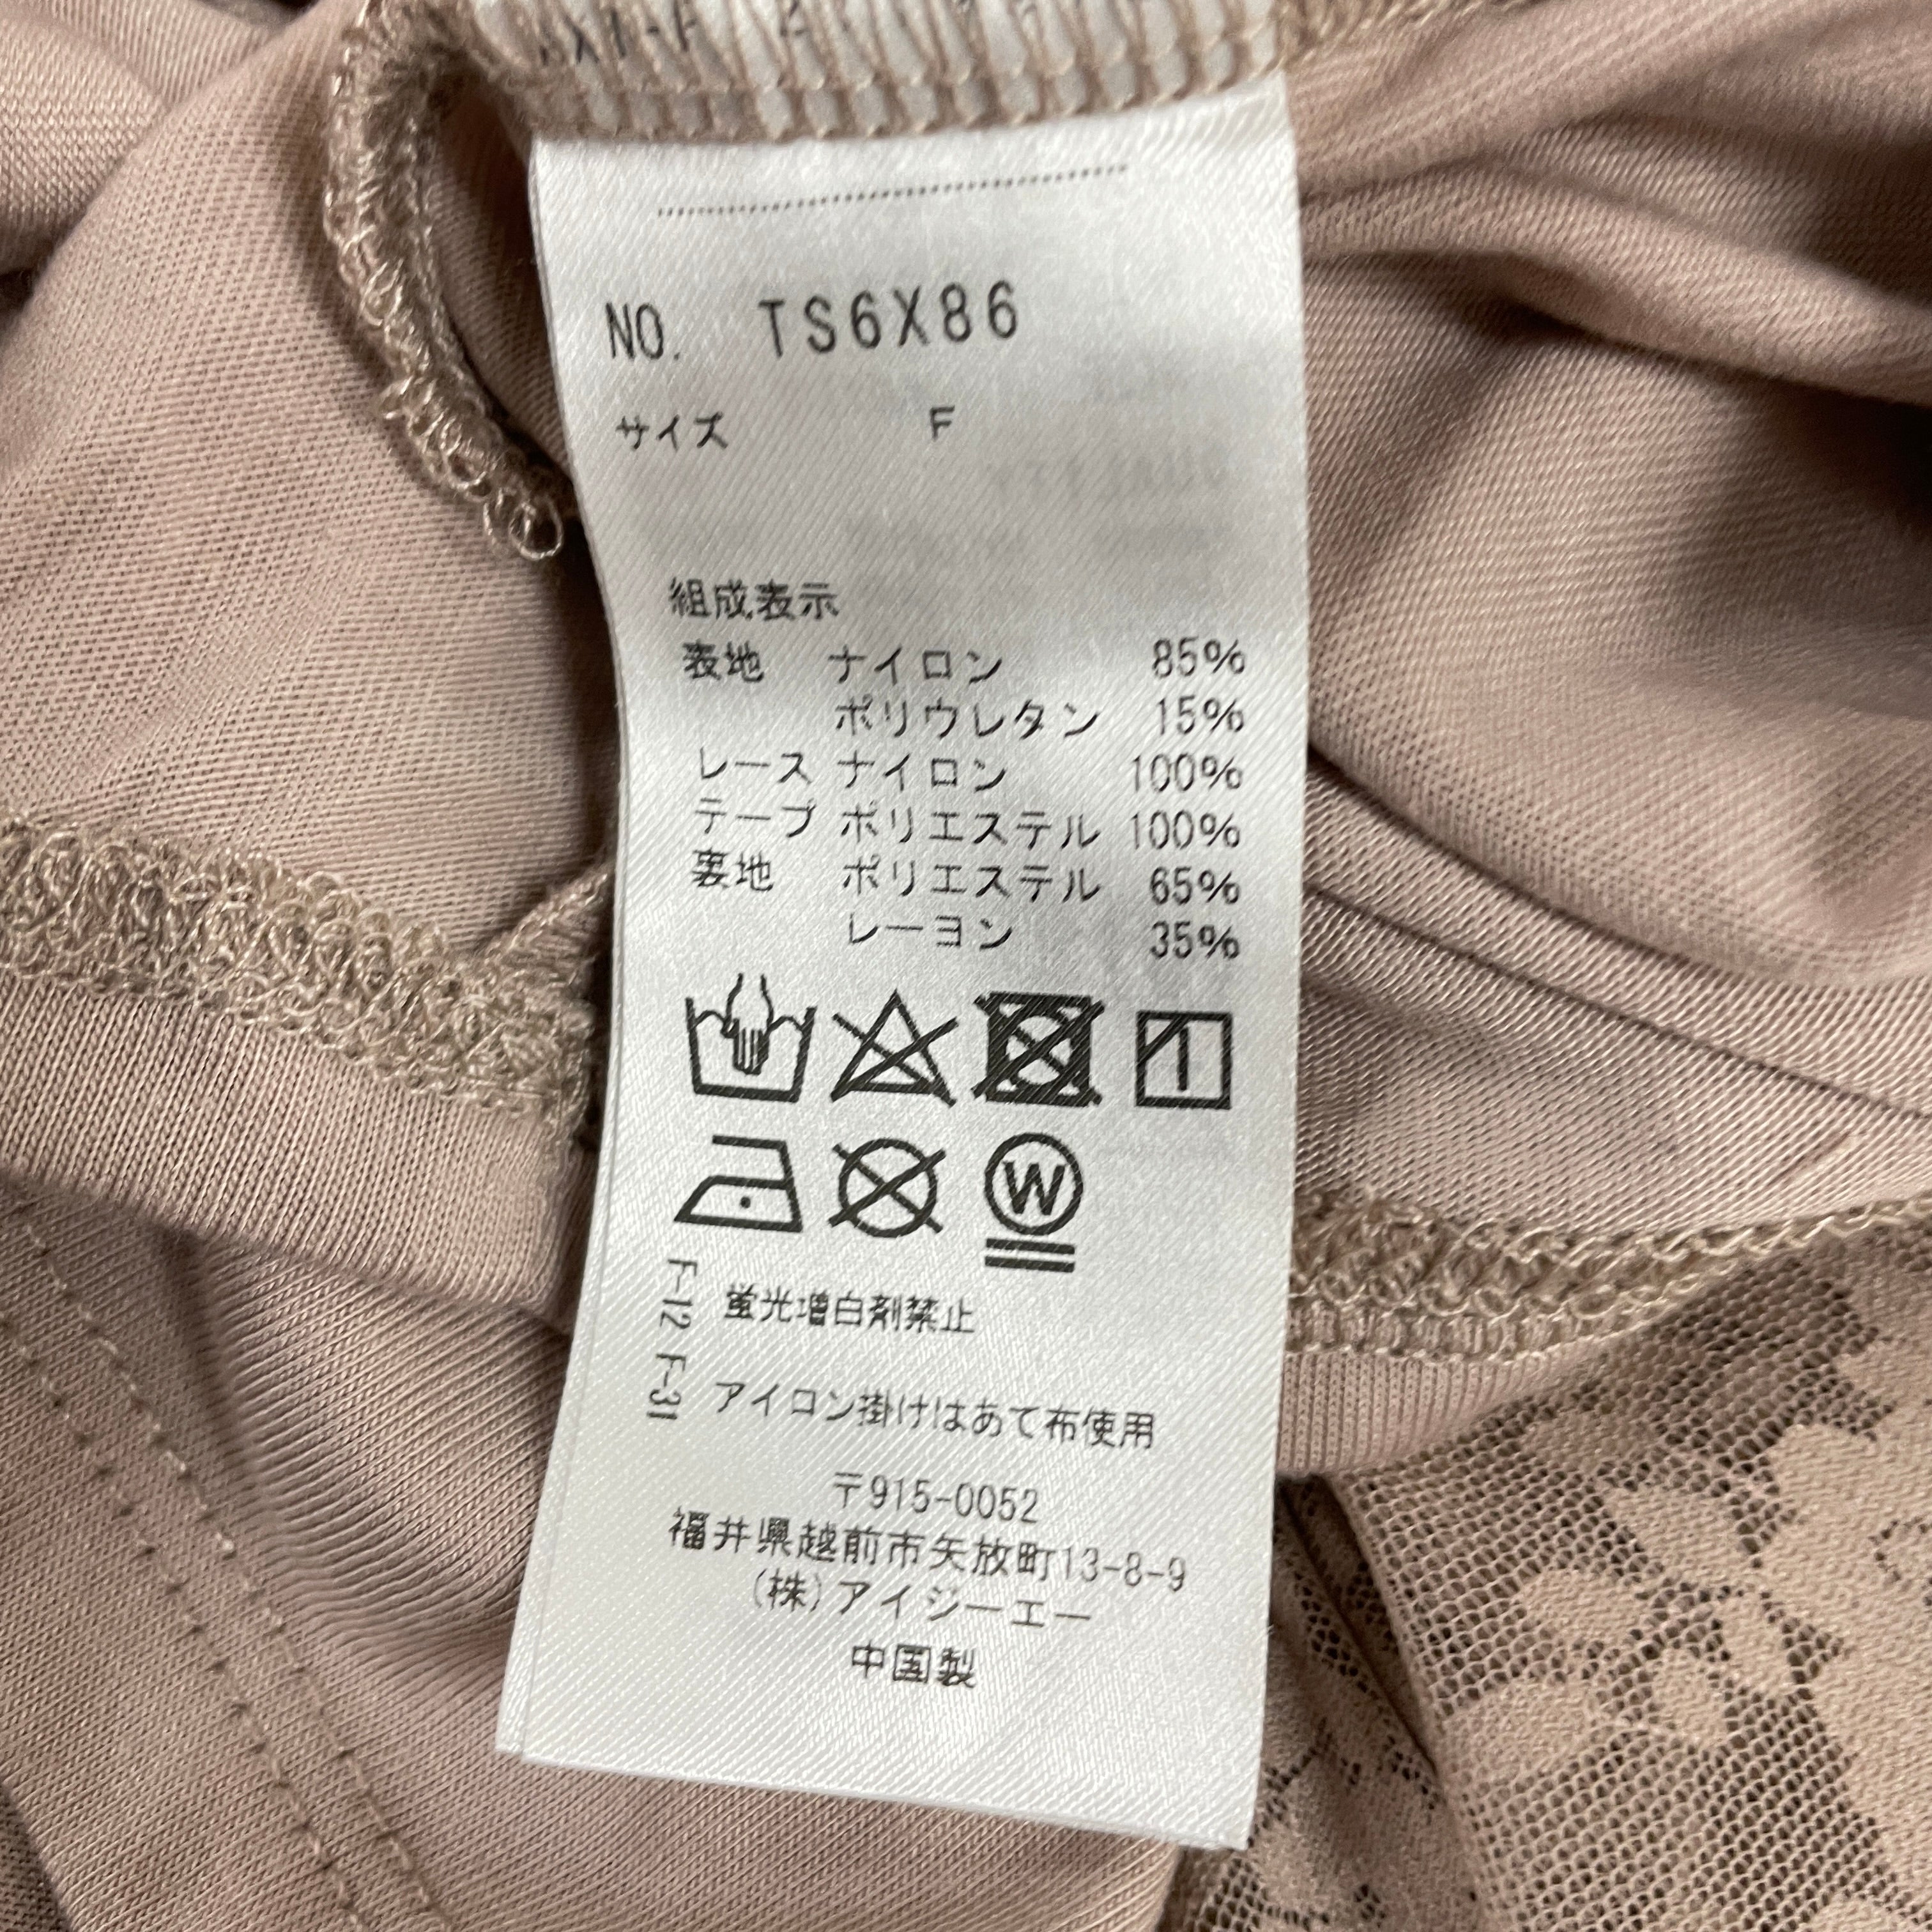 NO. TS6X86
サイズ F
組成表示
表地 ナイロン 85%
ポリウレタン 15%
レース ナイロン 100%
テープ ポリエステル 100%
裏地 ポリエステル 65%
レーヨン 35%
1
W
F-12 F-31
蛍光増白剤禁止
アイロン掛けはあて布使用
〒915-0052
福井県越前市矢放町13-8-9
(株)アイジーエー
中国製